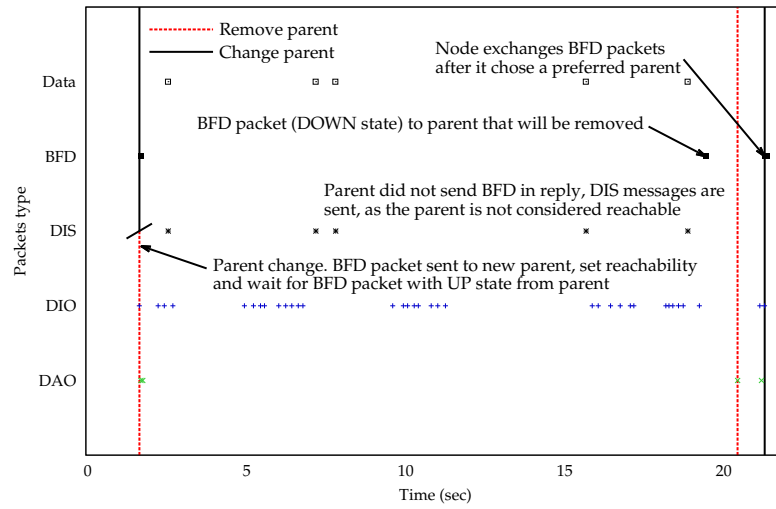 Remove parent
Change parent
Node exchanges BFD packets
after it chose a preferred parent
Data
BFD packet (DOWN state) to parent that will be removed
BFD
Parent did not send BFD in reply, DIS messages are
sent, as the parent is not considered reachable
DIS
Parent change. BFD packet sent to new parent, set reachability
and wait for BFD packet with UP state from parent
DIO
DAO
Packets type
0 5 10 15 20
Time (sec)